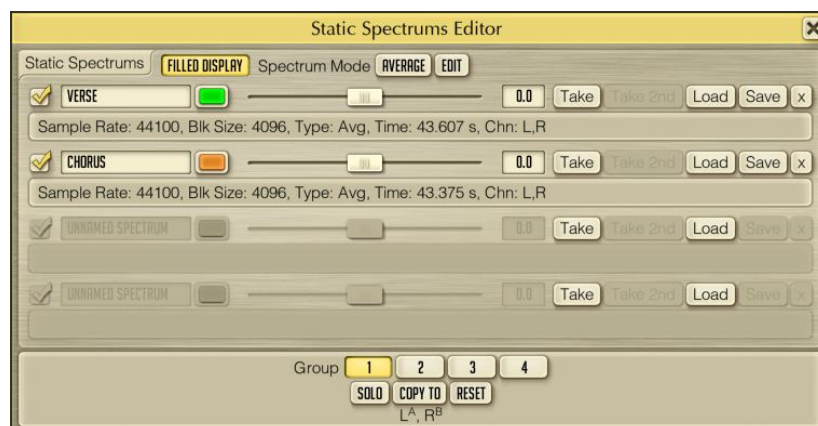 Static Spectrums Editor
Static Spectrums FILLED DISPLAY Spectrum Mode AVERAGE EDIT
VERSE 0.0 Take Take 2nd Load Save x
Sample Rate: 44100, Blk Size: 4096, Type: Avg, Time: 43.607 s, Chn: L,R
CHORUS 0.0 Take Take 2nd Load Save x
Sample Rate: 44100, Blk Size: 4096, Type: Avg, Time: 43.375 s, Chn: L,R
UNNAMED SPECTRUM 0.0 Take Take 2nd Load Save x
UNNAMED SPECTRUM 0.0 Take Take 2nd Load Save x
Group 1 2 3 4
SOLO COPY TO RESET
Lᴬ, Rᴮ